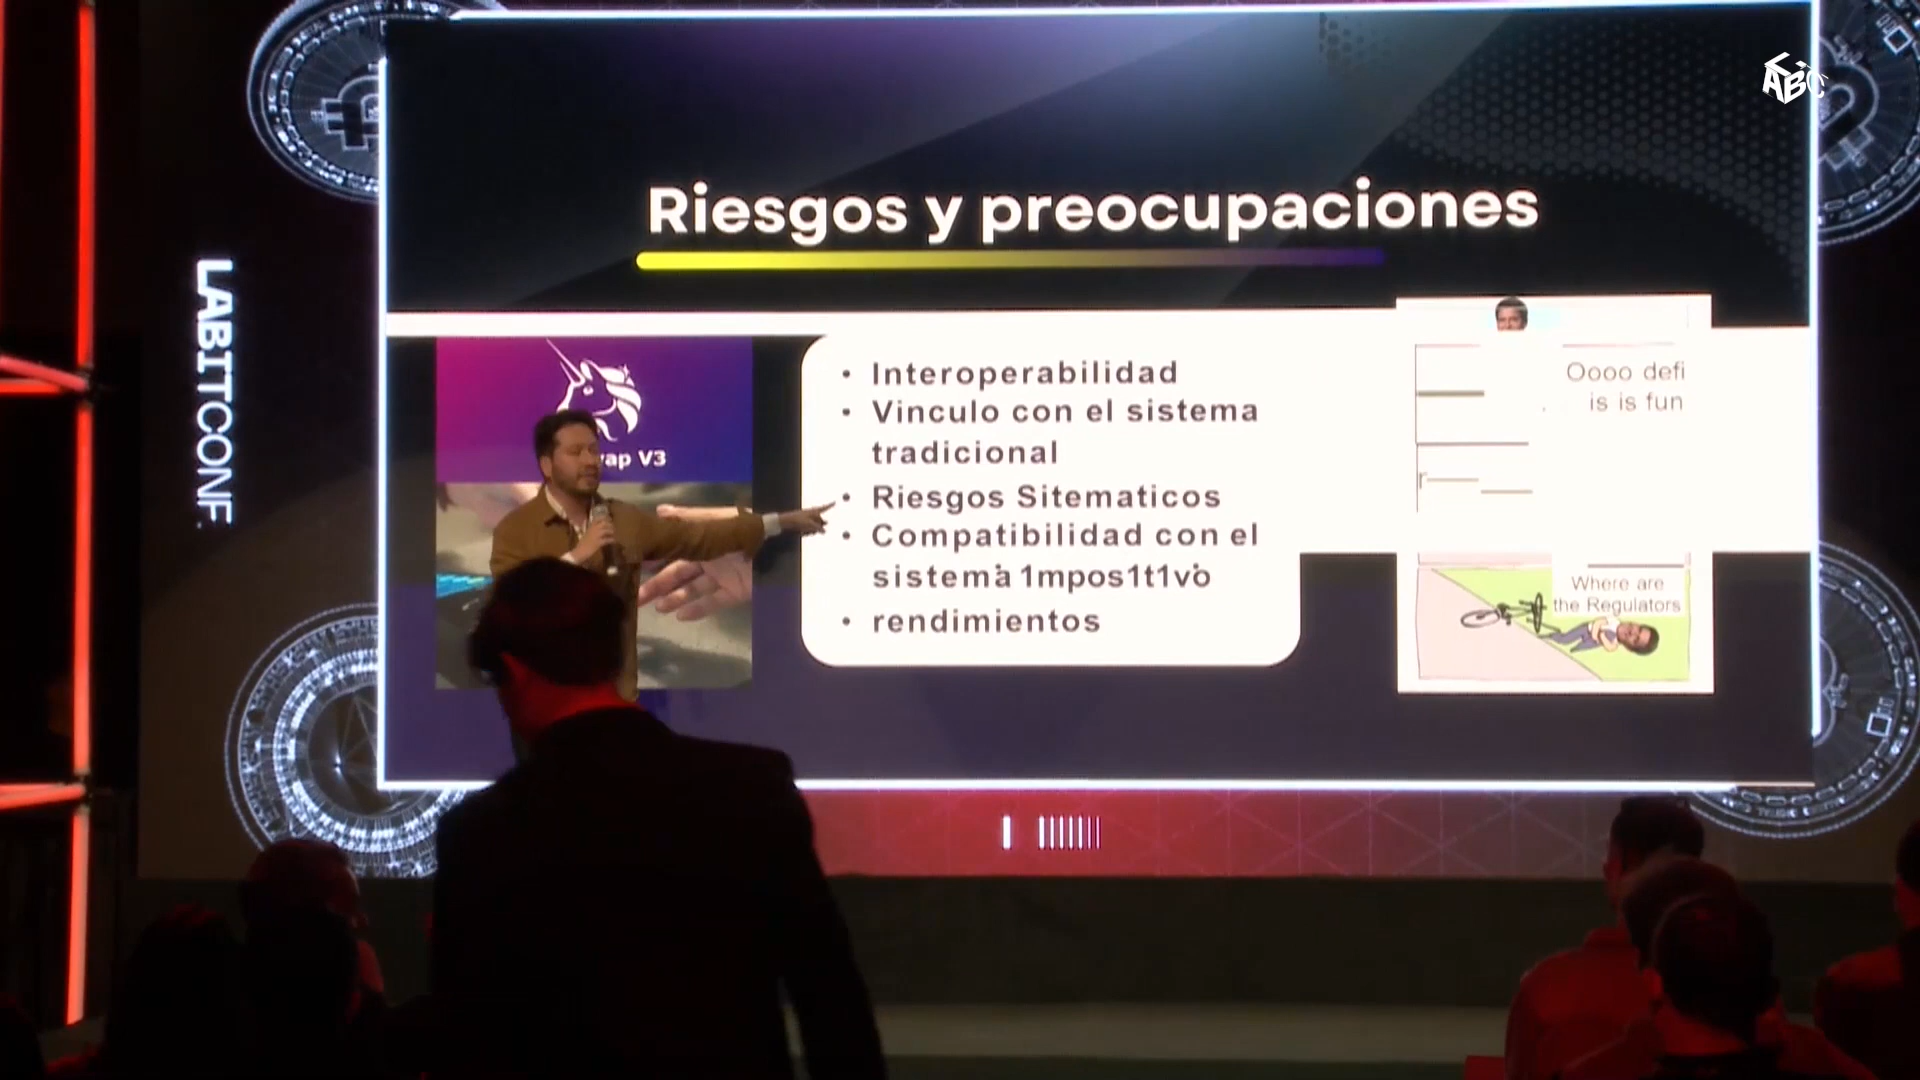 ABC
Riesgos y preocupaciones
LABITCONF.
ap V3
• Interoperabilidad
• Vinculo con el sistema
tradicional
• Riesgos Sitematicos
• Compatibilidad con el
sistema 1mpos1t1vo
• rendimientos
Oooo defi
is is fun
Where are
the Regulators